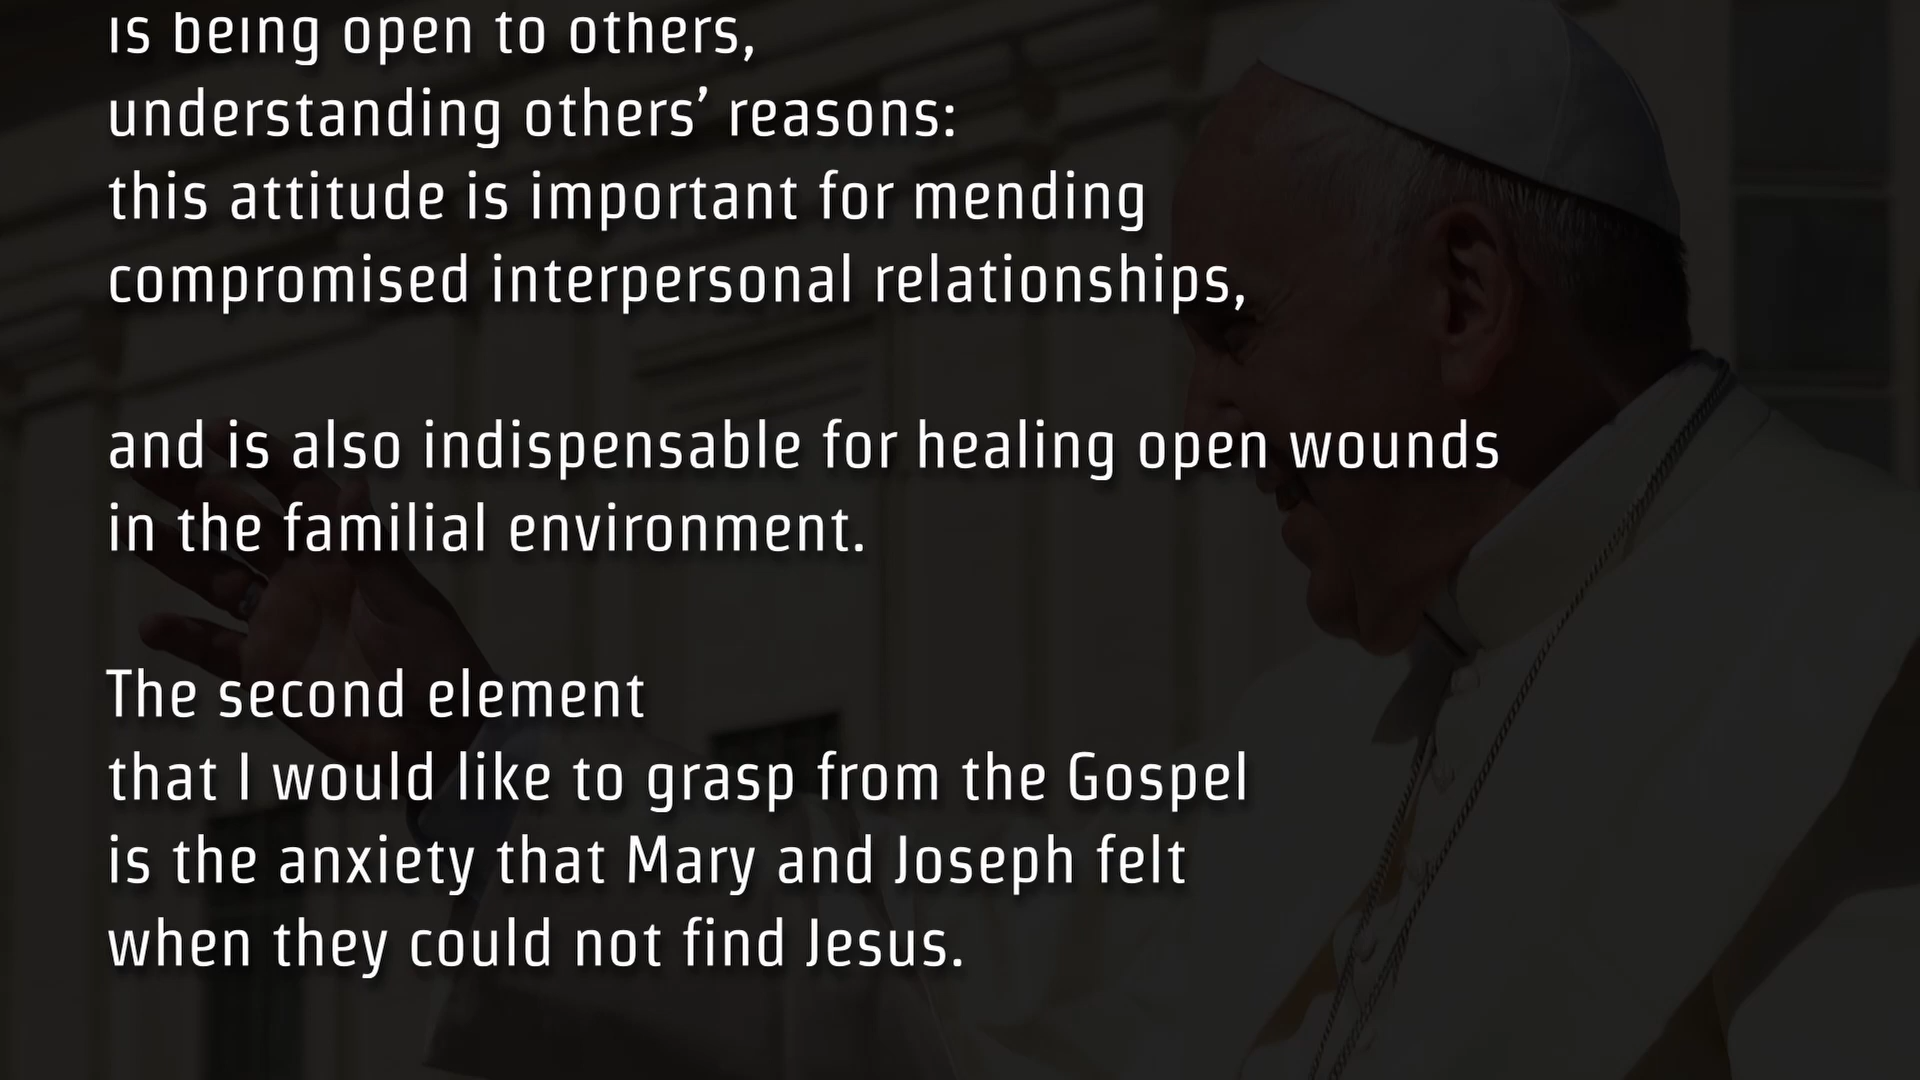 is being open to others,
understanding others’ reasons:
this attitude is important for mending
compromised interpersonal relationships,
and is also indispensable for healing open wounds
in the familial environment.
The second element
that I would like to grasp from the Gospel
is the anxiety that Mary and Joseph felt
when they could not find Jesus.